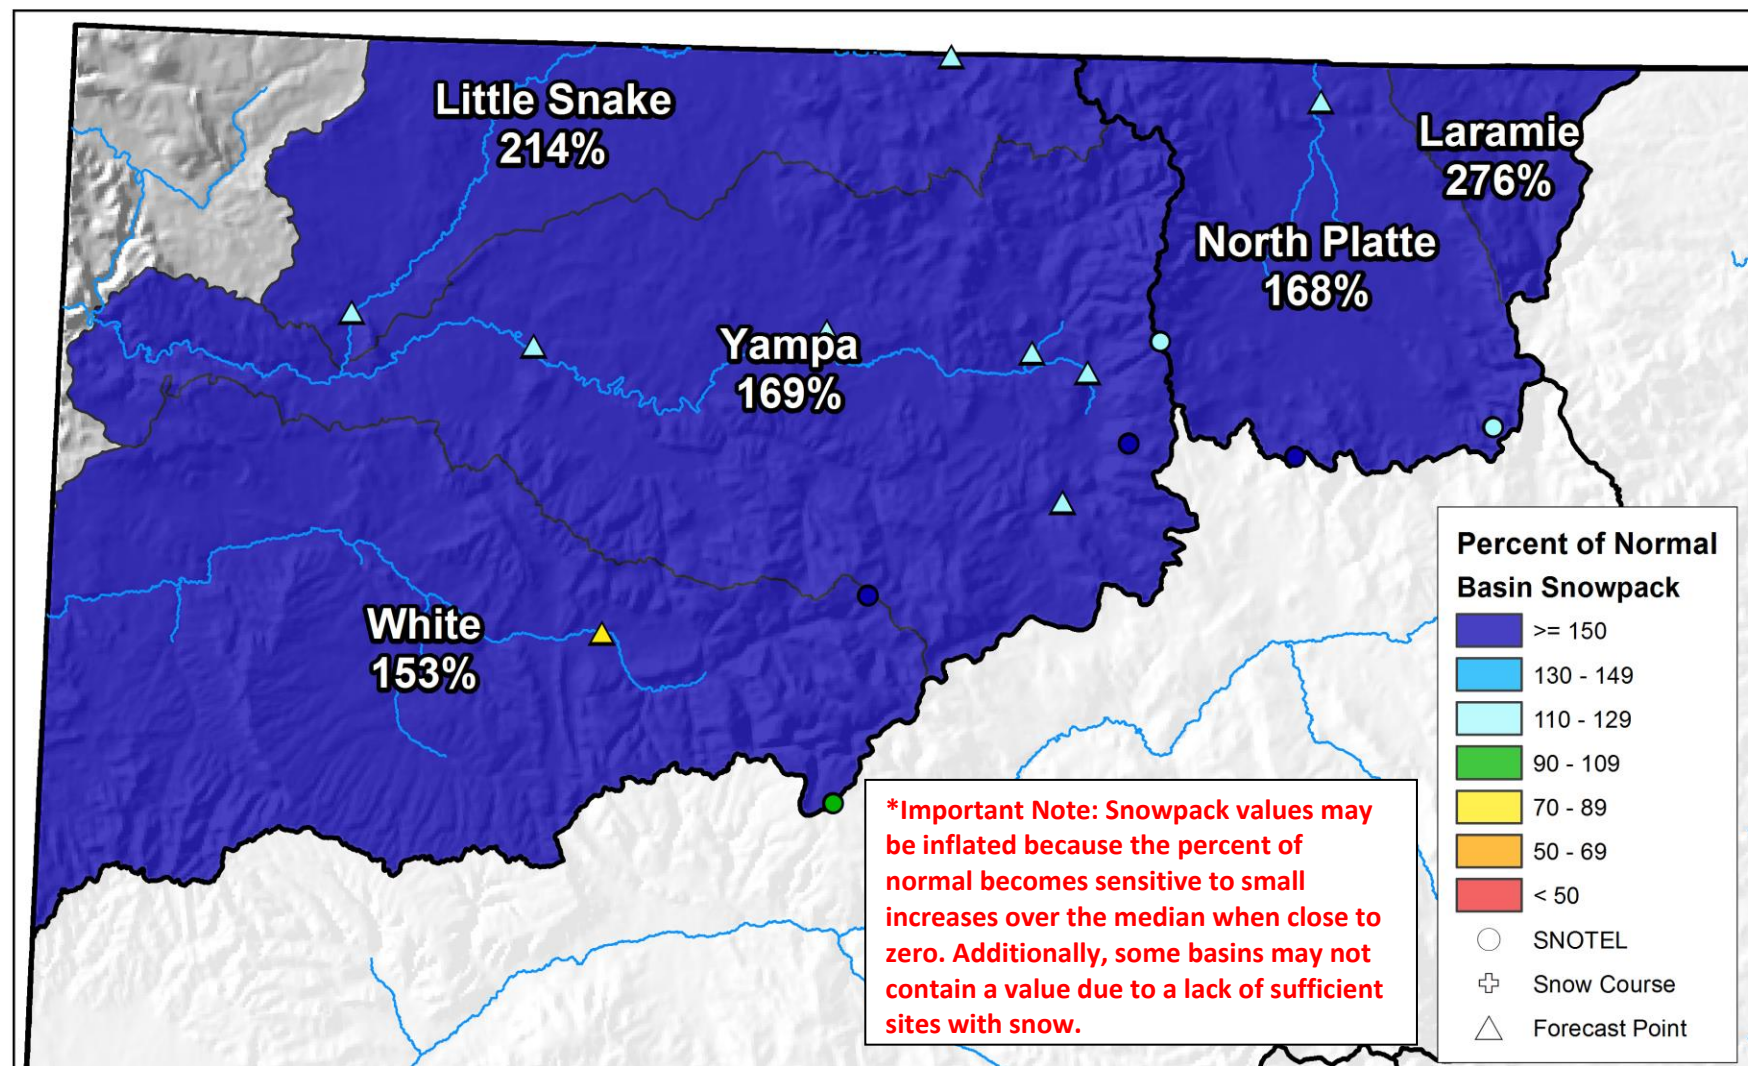 Little Snake
214%
Laramie
276%
North Platte
168%
Yampa
169%
White
153%
Percent of Normal
Basin Snowpack
>= 150
130 - 149
110 - 129
90 - 109
70 - 89
50 - 69
< 50
SNOTEL
Snow Course
Forecast Point
*Important Note: Snowpack values may
be inflated because the percent of
normal becomes sensitive to small
increases over the median when close to
zero. Additionally, some basins may not
contain a value due to a lack of sufficient
sites with snow.